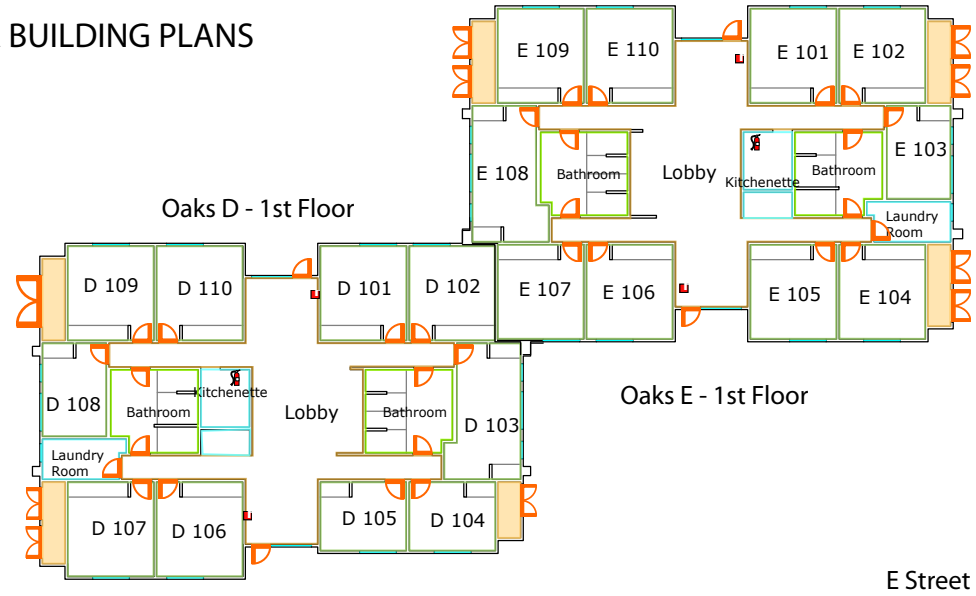 BUILDING PLANS
E 109
E 110
E 101
E 102
E 108
Bathroom
Lobby
Kitchenette
Bathroom
E 103
Laundry
Room
E 107
E 106
E 105
E 104
Oaks E - 1st Floor
Oaks D - 1st Floor
D 109
D 110
D 101
D 102
D 108
Bathroom
Kitchenette
Lobby
Bathroom
D 103
Laundry
Room
D 107
D 106
D 105
D 104
E Street